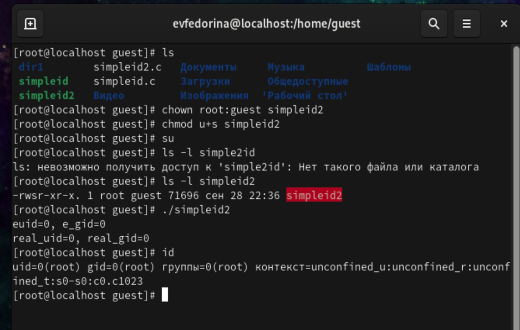 evfedorina@localhost:/home/guest
[root@localhost guest]# ls
dir1 simpleid2.c Документы Музыка Шаблоны
simpleid simpleid.c Загрузки Общедоступные
simpleid2 Видео Изображения 'Рабочий стол'
[root@localhost guest]# chown root:guest simpleid2
[root@localhost guest]# chmod u+s simpleid2
[root@localhost guest]# su
[root@localhost guest]# ls -l simple2id
ls: невозможно получить доступ к 'simple2id': Нет такого файла или каталога
[root@localhost guest]# ls -l simpleid2
-rwsr-xr-x. 1 root guest 71696 сен 28 22:36 simpleid2
[root@localhost guest]# ./simpleid2
euid=0, e_gid=0
real_uid=0, real_gid=0
[root@localhost guest]# id
uid=0(root) gid=0(root) группы=0(root) контекст=unconfined_u:unconfined_r:unconf
ined_t:s0-s0:c0.c1023
[root@localhost guest]#